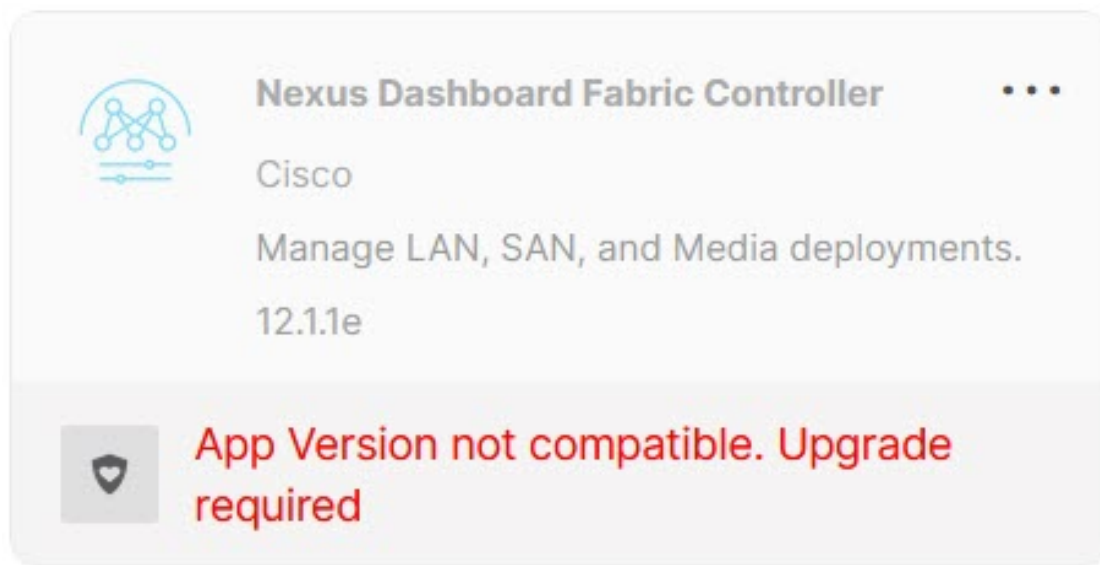 Nexus Dashboard Fabric Controller
Cisco
Manage LAN, SAN, and Media deployments.
12.1.1e
App Version not compatible. Upgrade
required